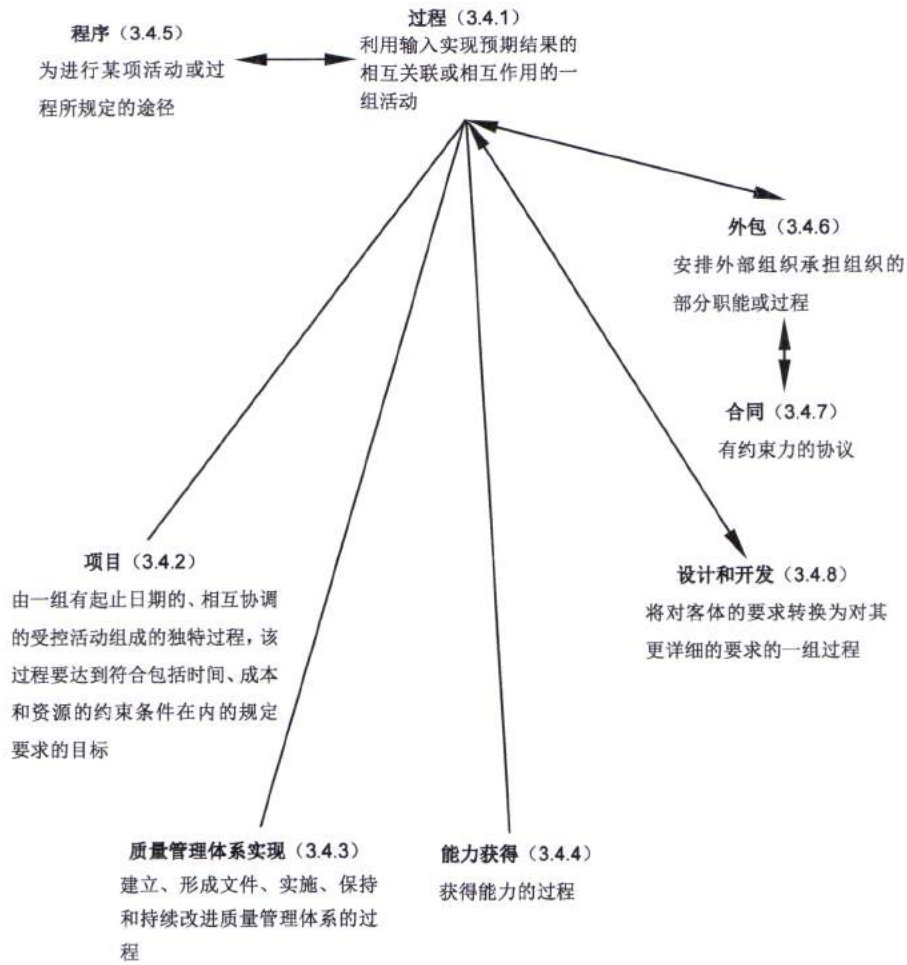 过程（3.4.1）
利用输入实现预期结果的
相互关联或相互作用的一
组活动
程序（3.4.5）
为进行某项活动或过
程所规定的途径
外包（3.4.6）
安排外部组织承担组织的
部分职能或过程
合同（3.4.7）
有约束力的协议
项目（3.4.2）
由一组有起止日期的、相互协调
的受控活动组成的独特过程，该
过程要达到符合包括时间、成本
和资源的约束条件在内的规定
要求的目标
设计和开发（3.4.8）
将对客体的要求转换为对其
更详细的要求的一组过程
质量管理体系实现（3.4.3）
建立、形成文件、实施、保持
和持续改进质量管理体系的过
程
能力获得（3.4.4）
获得能力的过程